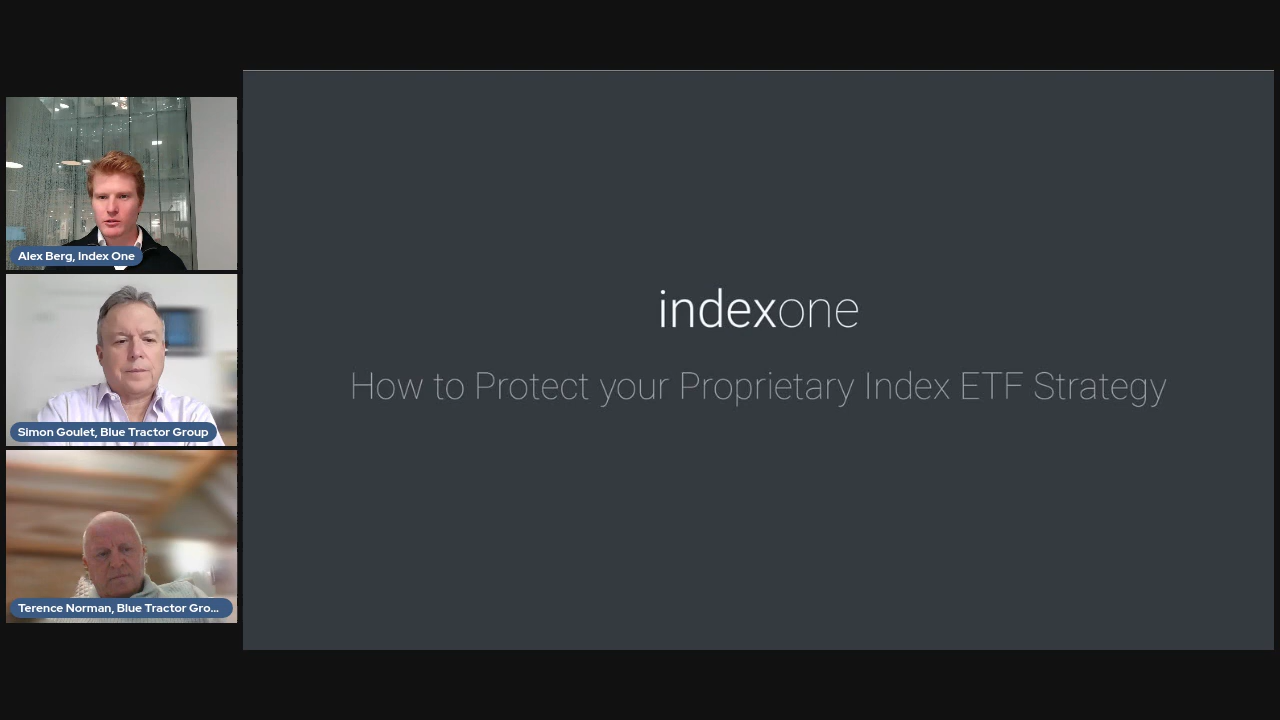 Alex Berg, Index One
Simon Goulet, Blue Tractor Group
Terence Norman, Blue Tractor Gro...
indexone
How to Protect your Proprietary Index ETF Strategy